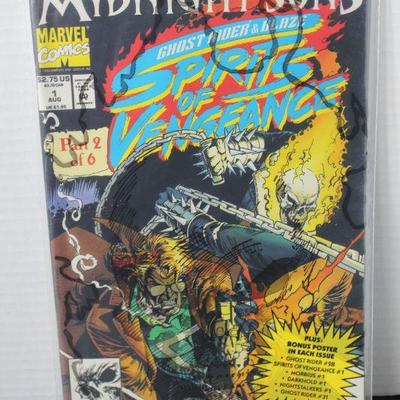 MIDNIGHT SONS
MARVEL
COMICS
$2.75 US
1
AUG
GHOST RIDER & BLAZE
SPIRITS
OF
VENGEANCE
Part 2
of 6
PLUS:
BONUS POSTER
IN EACH ISSUE
• GHOST RIDER #28
SPIRITS OF VENGEANCE #1
• MORBIUS #1
• DARKHOLD #1
• NIGHTSTALKERS #1
• GHOST RIDER #31